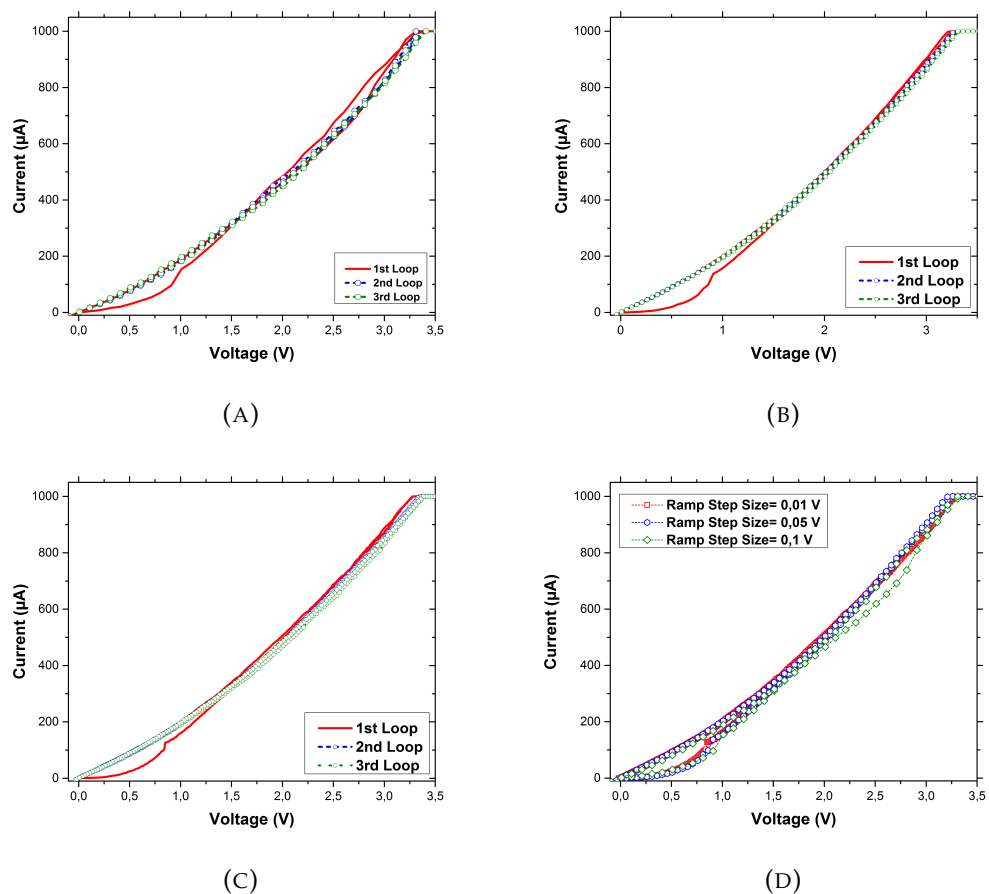 1000
800
600
400
200
0
Current (µA)
0,0 0,5 1,0 1,5 2,0 2,5 3,0 3,5
Voltage (V)
1st Loop
2nd Loop
3rd Loop
(A)
1000
800
600
400
200
0
Current (µA)
0 1 2 3
Voltage (V)
1st Loop
2nd Loop
3rd Loop
(B)
1000
800
600
400
200
0
Current (µA)
0,0 0,5 1,0 1,5 2,0 2,5 3,0 3,5
Voltage (V)
1st Loop
2nd Loop
3rd Loop
(C)
1000
800
600
400
200
0
Current (µA)
0,0 0,5 1,0 1,5 2,0 2,5 3,0 3,5
Voltage (V)
Ramp Step Size= 0,01 V
Ramp Step Size= 0,05 V
Ramp Step Size= 0,1 V
(D)